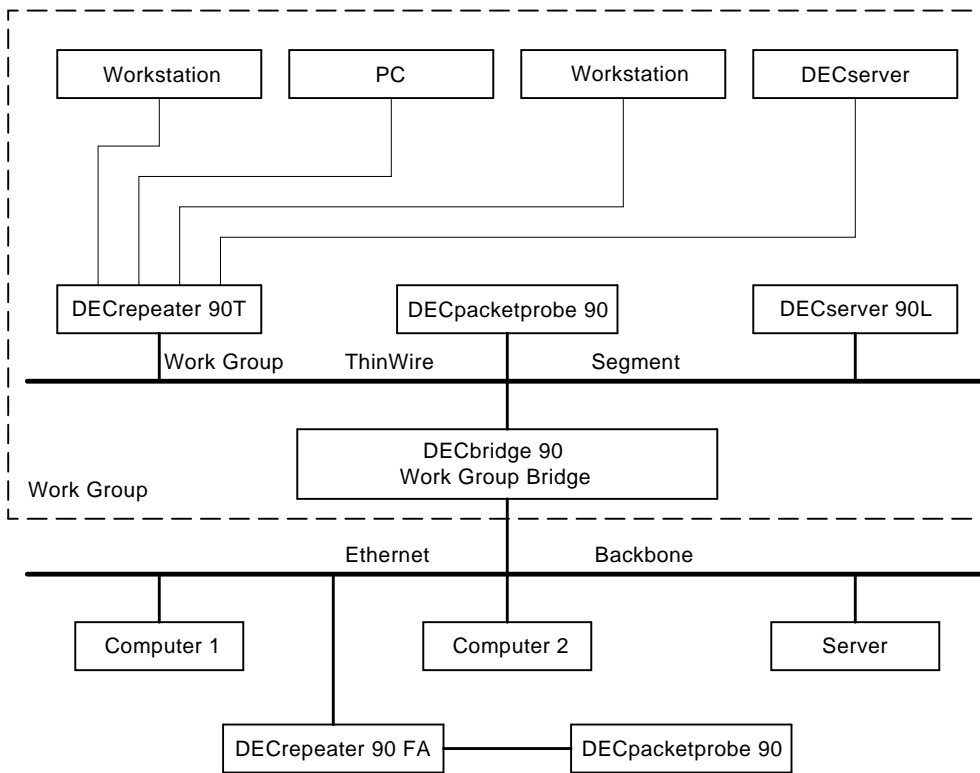 Workstation
PC
Workstation
DECserver
DECrepeater 90T
DECpacketprobe 90
DECserver 90L
Work Group ThinWire Segment
DECbridge 90
Work Group Bridge
Work Group
Ethernet Backbone
Computer 1
Computer 2
Server
DECrepeater 90 FA
DECpacketprobe 90